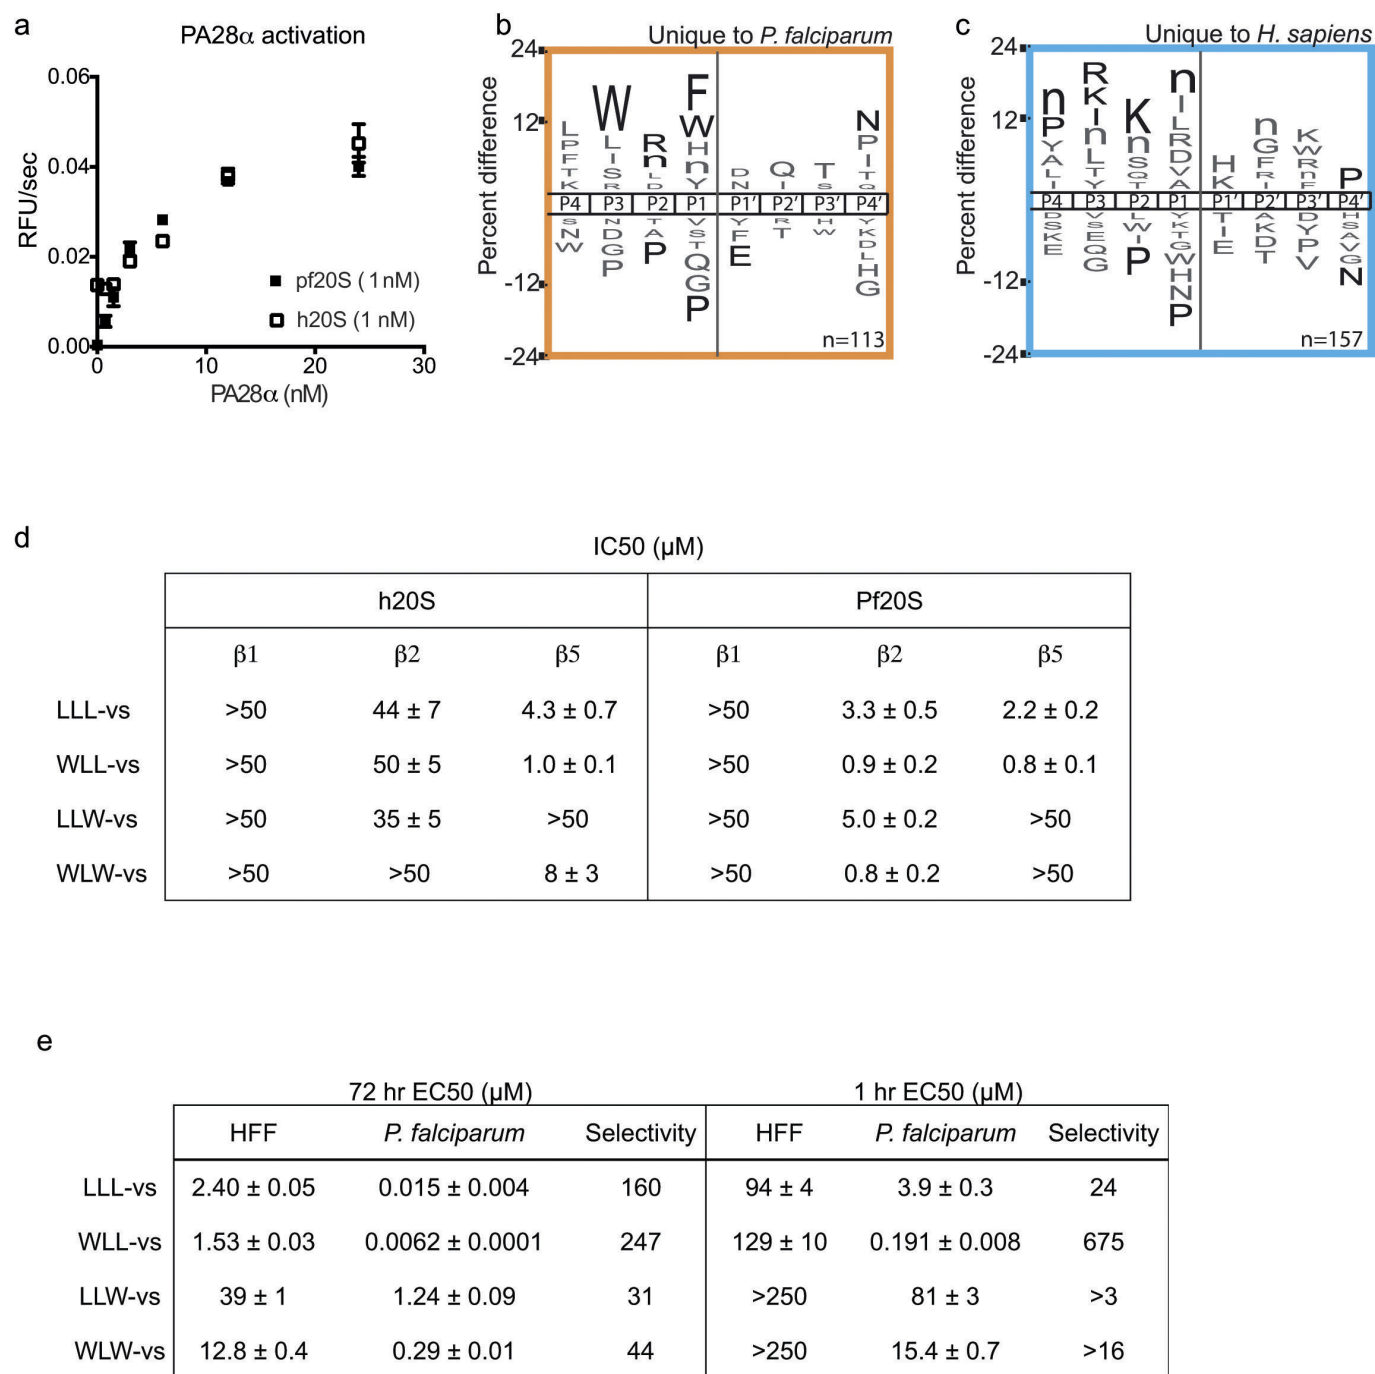 a
PA28α activation
RFU/sec
0.06
0.04
0.02
0.00
0 10 20 30
PA28α (nM)
pf20S (1nM)
h20S (1 nM)
b
Unique to P. falciparum
Percent difference
24
12
-12
-24
L W R F D Q T N
P L n W N I S P
F I L H R T H I
T S D n Y T W T
K R Y F Q
P4 P3 P2 P1 P1′ P2′ P3′ P4′
n=113
c
Unique to H. sapiens
Percent difference
24
12
-12
-24
P4 P3 P2 P1 P1′ P2′ P3′ P4′
n=157
d
IC50 (µM)
h20S Pf20S
β1 β2 β5 β1 β2 β5
LLL-vs >50 44 ± 7 4.3 ± 0.7 >50 3.3 ± 0.5 2.2 ± 0.2
WLL-vs >50 50 ± 5 1.0 ± 0.1 >50 0.9 ± 0.2 0.8 ± 0.1
LLW-vs >50 35 ± 5 >50 >50 5.0 ± 0.2 >50
WLW-vs >50 >50 8 ± 3 >50 0.8 ± 0.2 >50
e
72 hr EC50 (µM) 1 hr EC50 (µM)
HFF P. falciparum Selectivity HFF P. falciparum Selectivity
LLL-vs 2.40 ± 0.05 0.015 ± 0.004 160 94 ± 4 3.9 ± 0.3 24
WLL-vs 1.53 ± 0.03 0.0062 ± 0.0001 247 129 ± 10 0.191 ± 0.008 675
LLW-vs 39 ± 1 1.24 ± 0.09 31 >250 81 ± 3 >3
WLW-vs 12.8 ± 0.4 0.29 ± 0.01 44 >250 15.4 ± 0.7 >16